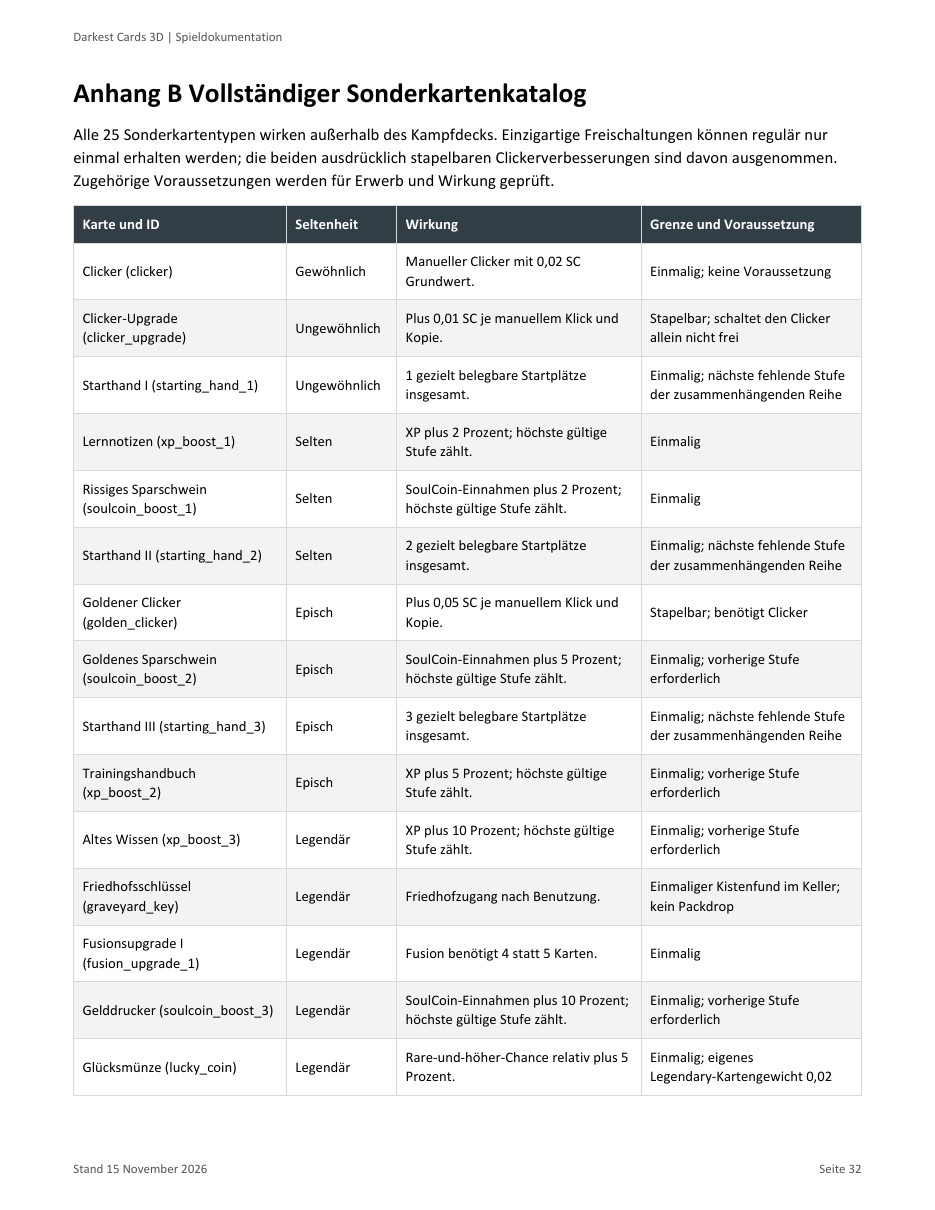 Darkest Cards 3D | Spieldokumentation
Anhang B Vollständiger Sonderkartenkatalog
Alle 25 Sonderkartentypen wirken außerhalb des Kampfdecks. Einzigartige Freischaltungen können regulär nur
einmal erhalten werden; die beiden ausdrücklich stapelbaren Clickerverbesserungen sind davon ausgenommen.
Zugehörige Voraussetzungen werden für Erwerb und Wirkung geprüft.
Karte und ID
Seltenheit
Wirkung
Grenze und Voraussetzung
Clicker (clicker)
Gewöhnlich
Manueller Clicker mit 0,02 SC
Grundwert.
Einmalig; keine Voraussetzung
Clicker-Upgrade
(clicker_upgrade)
Ungewöhnlich
Plus 0,01 SC je manuellem Klick und
Kopie.
Stapelbar; schaltet den Clicker
allein nicht frei
Starthand I (starting_hand_1)
Ungewöhnlich
1 gezielt belegbare Startplätze
insgesamt.
Einmalig; nächste fehlende Stufe
der zusammenhängenden Reihe
Lernnotizen (xp_boost_1)
Selten
XP plus 2 Prozent; höchste gültige
Stufe zählt.
Einmalig
Rissiges Sparschwein
(soulcoin_boost_1)
Selten
SoulCoin-Einnahmen plus 2 Prozent;
höchste gültige Stufe zählt.
Einmalig
Starthand II (starting_hand_2)
Selten
2 gezielt belegbare Startplätze
insgesamt.
Einmalig; nächste fehlende Stufe
der zusammenhängenden Reihe
Goldener Clicker
(golden_clicker)
Episch
Plus 0,05 SC je manuellem Klick und
Kopie.
Stapelbar; benötigt Clicker
Goldenes Sparschwein
(soulcoin_boost_2)
Episch
SoulCoin-Einnahmen plus 5 Prozent;
höchste gültige Stufe zählt.
Einmalig; vorherige Stufe
erforderlich
Starthand III (starting_hand_3)
Episch
3 gezielt belegbare Startplätze
insgesamt.
Einmalig; nächste fehlende Stufe
der zusammenhängenden Reihe
Trainingshandbuch
(xp_boost_2)
Episch
XP plus 5 Prozent; höchste gültige
Stufe zählt.
Einmalig; vorherige Stufe
erforderlich
Altes Wissen (xp_boost_3)
Legendär
XP plus 10 Prozent; höchste gültige
Stufe zählt.
Einmalig; vorherige Stufe
erforderlich
Friedhofsschlüssel
(graveyard_key)
Legendär
Friedhofzugang nach Benutzung.
Einmaliger Kistenfund im Keller;
kein Packdrop
Fusionsupgrade I
(fusion_upgrade_1)
Legendär
Fusion benötigt 4 statt 5 Karten.
Einmalig
Gelddrucker (soulcoin_boost_3)
Legendär
SoulCoin-Einnahmen plus 10 Prozent;
höchste gültige Stufe zählt.
Einmalig; vorherige Stufe
erforderlich
Glücksmünze (lucky_coin)
Legendär
Rare-und-höher-Chance relativ plus 5
Prozent.
Einmalig; eigenes
Legendary-Kartengewicht 0,02
Stand 15 November 2026
Seite 32